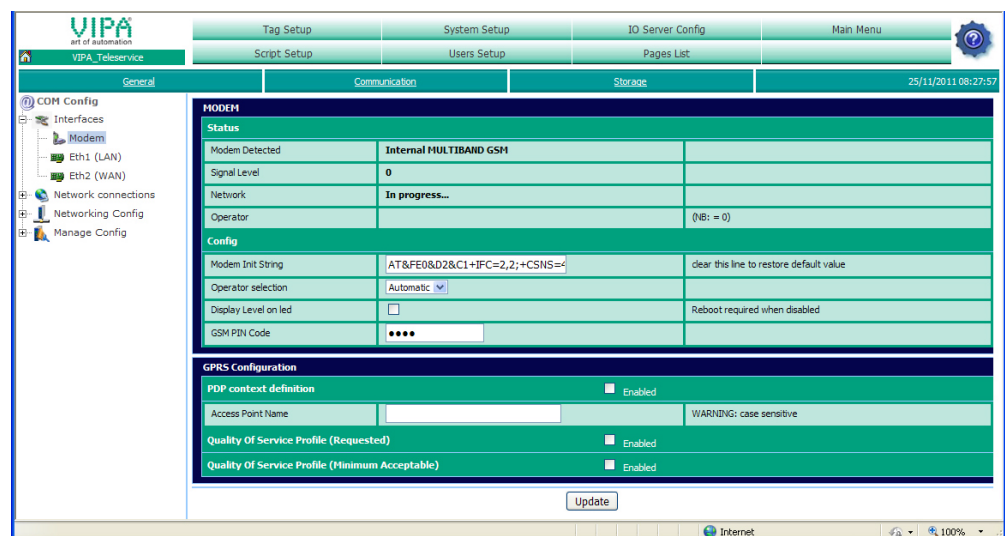 VIPA
art of automation
VIPA_Teleservice
Tag Setup
System Setup
IO Server Config
Main Menu
Script Setup
Users Setup
Pages List
General
Communication
Storage
25/11/2011 08:27:57
COM Config
Interfaces
Modem
Eth1 (LAN)
Eth2 (WAN)
Network connections
Networking Config
Manage Config
MODEM
Status
Modem Detected Internal MULTIBAND GSM
Signal Level 0
Network In progress...
Operator (NB: = 0)
Config
Modem Init String AT&FE0&D2&C1+IFC=2,2;+CSNS=4 clear this line to restore default value
Operator selection Automatic
Display Level on led Reboot required when disabled
GSM PIN Code ●●●●
GPRS Configuration
PDP context definition Enabled
Access Point Name WARNING: case sensitive
Quality Of Service Profile (Requested) Enabled
Quality Of Service Profile (Minimum Acceptable) Enabled
Update
Internet 100%